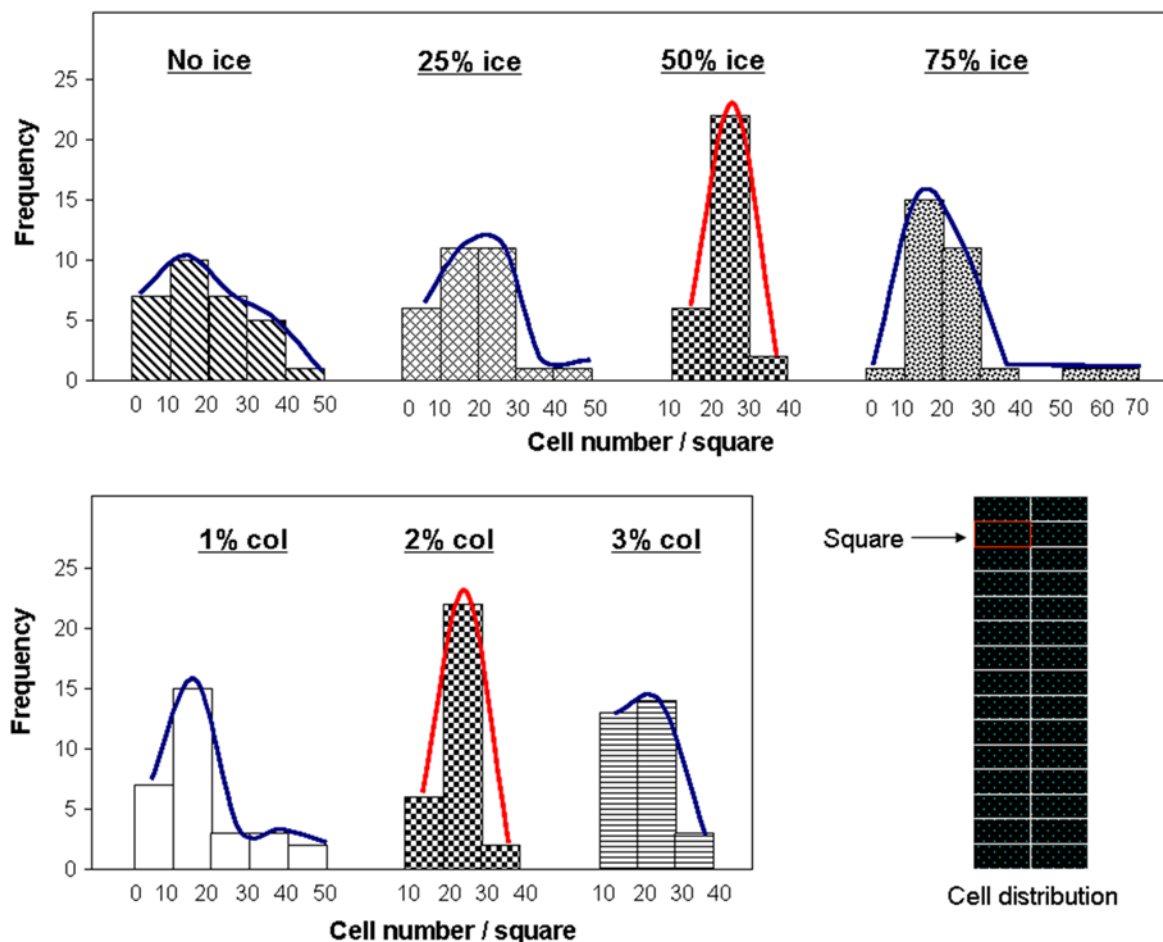 No ice 25% ice 50% ice 75% ice
25
20
15
10
5
0
Frequency
0 10 20 30 40 50 0 10 20 30 40 50 10 20 30 40 0 10 20 30 40 50 60 70
Cell number / square
1% col 2% col 3% col
25
20
15
10
5
0
Frequency
0 10 20 30 40 50 10 20 30 40 10 20 30 40
Cell number / square
Square
Cell distribution